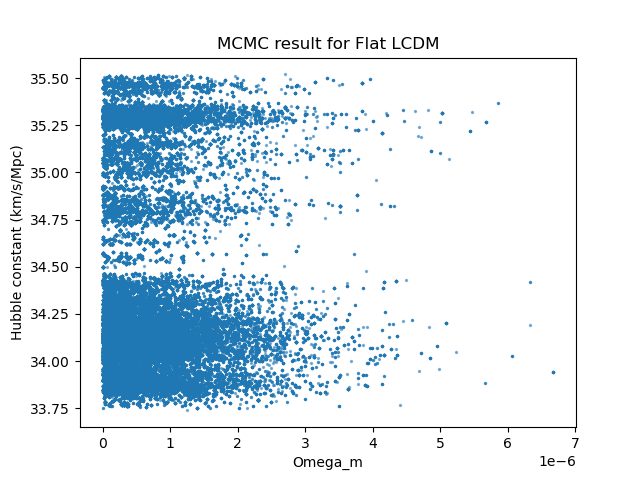 MCMC result for Flat LCDM
Hubble constant (km/s/Mpc)
35.50
35.25
35.00
34.75
34.50
34.25
34.00
33.75
0 1 2 3 4 5 6 7
1e−6
Omega_m